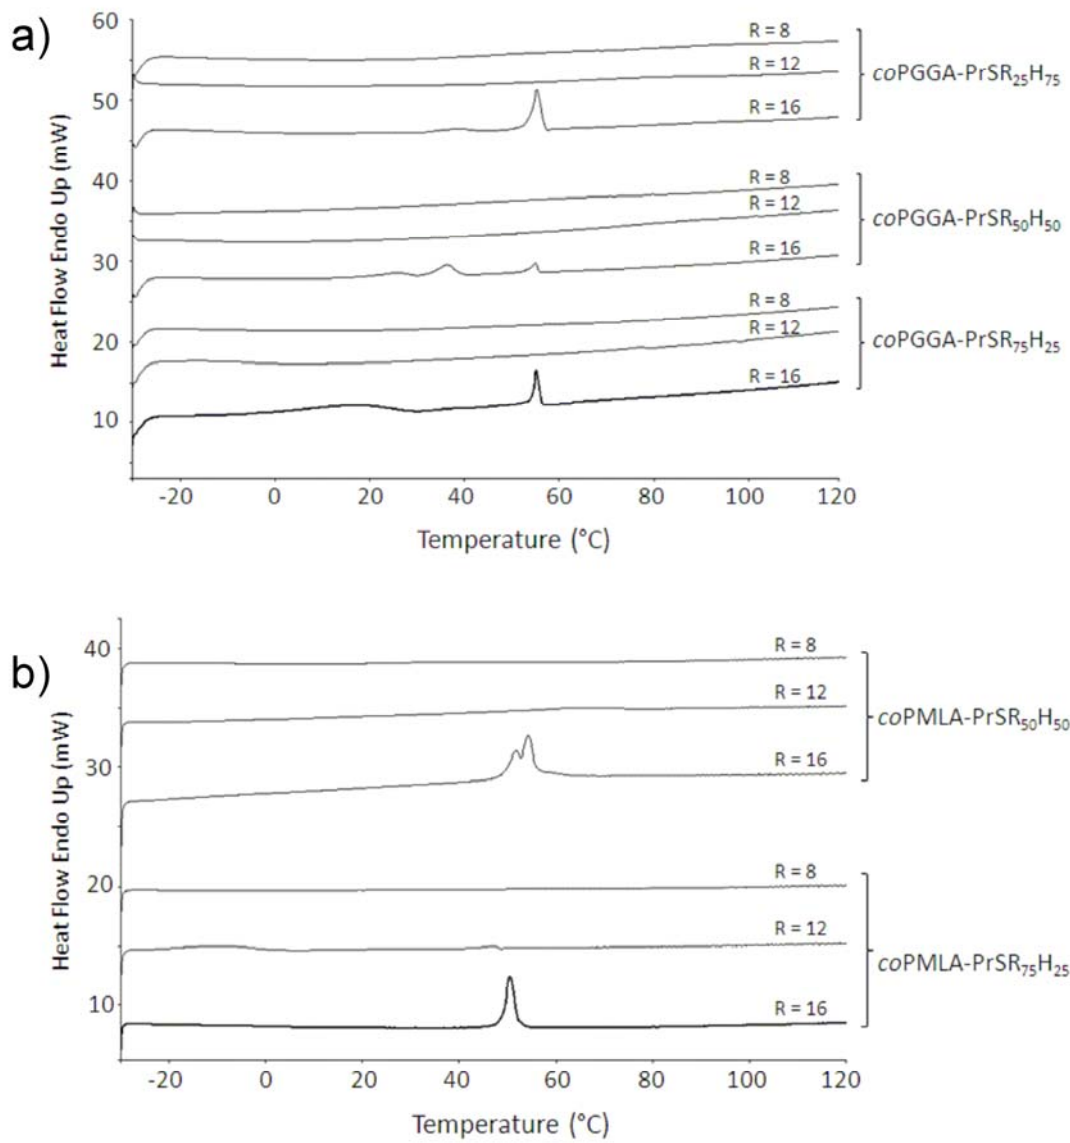 a)
60
50
40
30
20
10
Heat Flow Endo Up (mW)
R = 8
R = 12
R = 16
coPGGA-PrSR₂₅H₇₅
R = 8
R = 12
R = 16
coPGGA-PrSR₅₀H₅₀
R = 8
R = 12
R = 16
coPGGA-PrSR₇₅H₂₅
-20 0 20 40 60 80 100 120
Temperature (°C)
b)
40
30
20
10
Heat Flow Endo Up (mW)
R = 8
R = 12
R = 16
coPMLA-PrSR₅₀H₅₀
R = 8
R = 12
R = 16
coPMLA-PrSR₇₅H₂₅
-20 0 20 40 60 80 100 120
Temperature (°C)